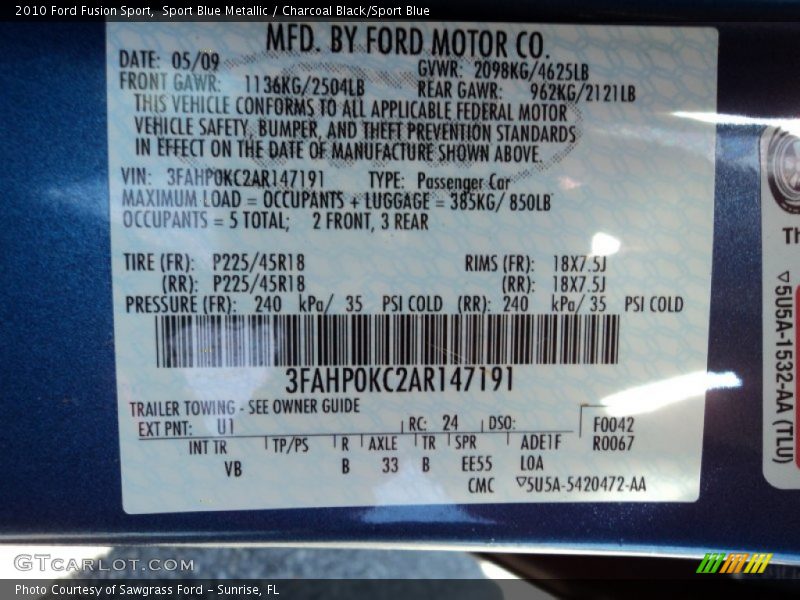 2010 Ford Fusion Sport,  Sport Blue Metallic / Charcoal Black/Sport Blue
MFD. BY FORD MOTOR CO.
DATE: 05/09
GVWR: 2098KG/4625LB
FRONT GAWR: 1136KG/2504LB
REAR GAWR: 962KG/2121LB
THIS VEHICLE CONFORMS TO ALL APPLICABLE FEDERAL MOTOR
VEHICLE SAFETY, BUMPER, AND THEFT PREVENTION STANDARDS
IN EFFECT ON THE DATE OF MANUFACTURE SHOWN ABOVE.
VIN: 3FAHP0KC2AR147191 TYPE: Passenger Car
MAXIMUM LOAD = OCCUPANTS + LUGGAGE = 385KG/ 850LB
OCCUPANTS = 5 TOTAL; 2 FRONT, 3 REAR
TIRE (FR): P225/45R18 RIMS (FR): 18X7.5J
(RR): P225/45R18 (RR): 18X7.5J
PRESSURE (FR): 240 kPa/ 35 PSI COLD (RR): 240 kPa/ 35 PSI COLD
3FAHP0KC2AR147191
TRAILER TOWING - SEE OWNER GUIDE
EXT PNT: U1 RC: 24 DSO: F0042
INT TR TP/PS R AXLE TR SPR ADE1F R0067
VB B 33 B EE55 LOA
CMC ▽5U5A-5420472-AA
Th
▽5U5A-1532-AA (TLU)
GTCARLOT.COM
Photo Courtesy of Sawgrass Ford - Sunrise, FL